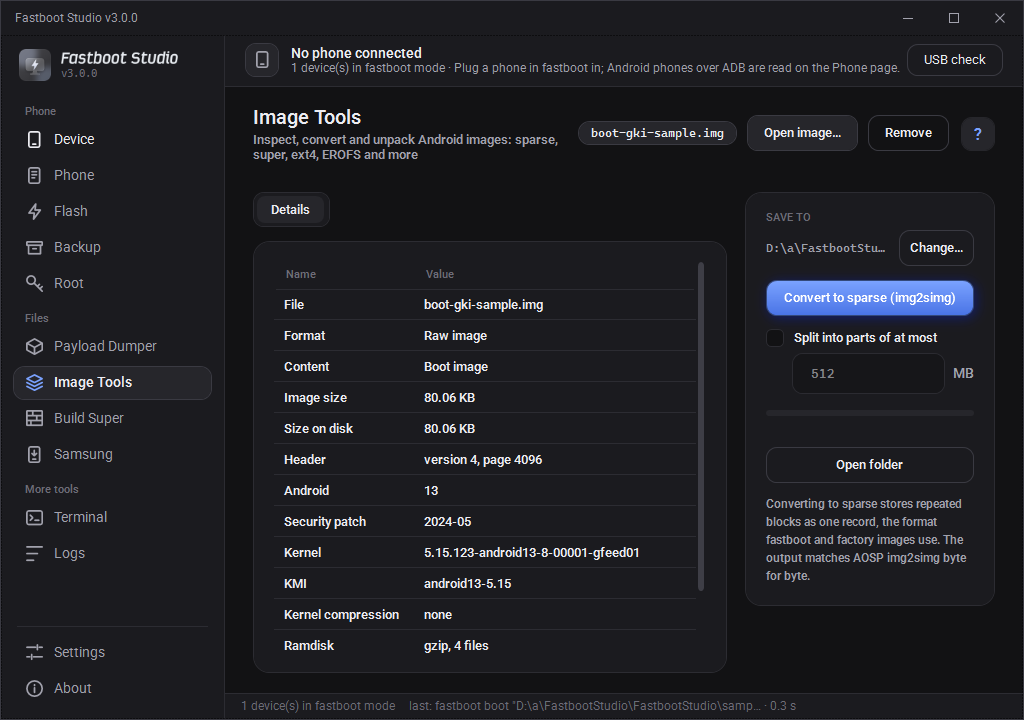 Fastboot Studio v3.0.0
Fastboot Studio
v3.0.0
Phone
Device
Phone
Flash
Backup
Root
Files
Payload Dumper
Image Tools
Build Super
Samsung
More tools
Terminal
Logs
Settings
About
No phone connected
1 device(s) in fastboot mode · Plug a phone in fastboot in; Android phones over ADB are read on the Phone page.
USB check
Image Tools
Inspect, convert and unpack Android images: sparse,
super, ext4, EROFS and more
boot-gki-sample.img
Open image...
Remove
?
Details
Name Value
File boot-gki-sample.img
Format Raw image
Content Boot image
Image size 80.06 KB
Size on disk 80.06 KB
Header version 4, page 4096
Android 13
Security patch 2024-05
Kernel 5.15.123-android13-8-00001-gfeed01
KMI android13-5.15
Kernel compression none
Ramdisk gzip, 4 files
SAVE TO
D:\a\FastbootStu...
Change...
Convert to sparse (img2simg)
Split into parts of at most
512 MB
Open folder
Converting to sparse stores repeated
blocks as one record, the format
fastboot and factory images use. The
output matches AOSP img2simg byte
for byte.
1 device(s) in fastboot mode last: fastboot boot "D:\a\FastbootStudio\FastbootStudio\samp... · 0.3 s